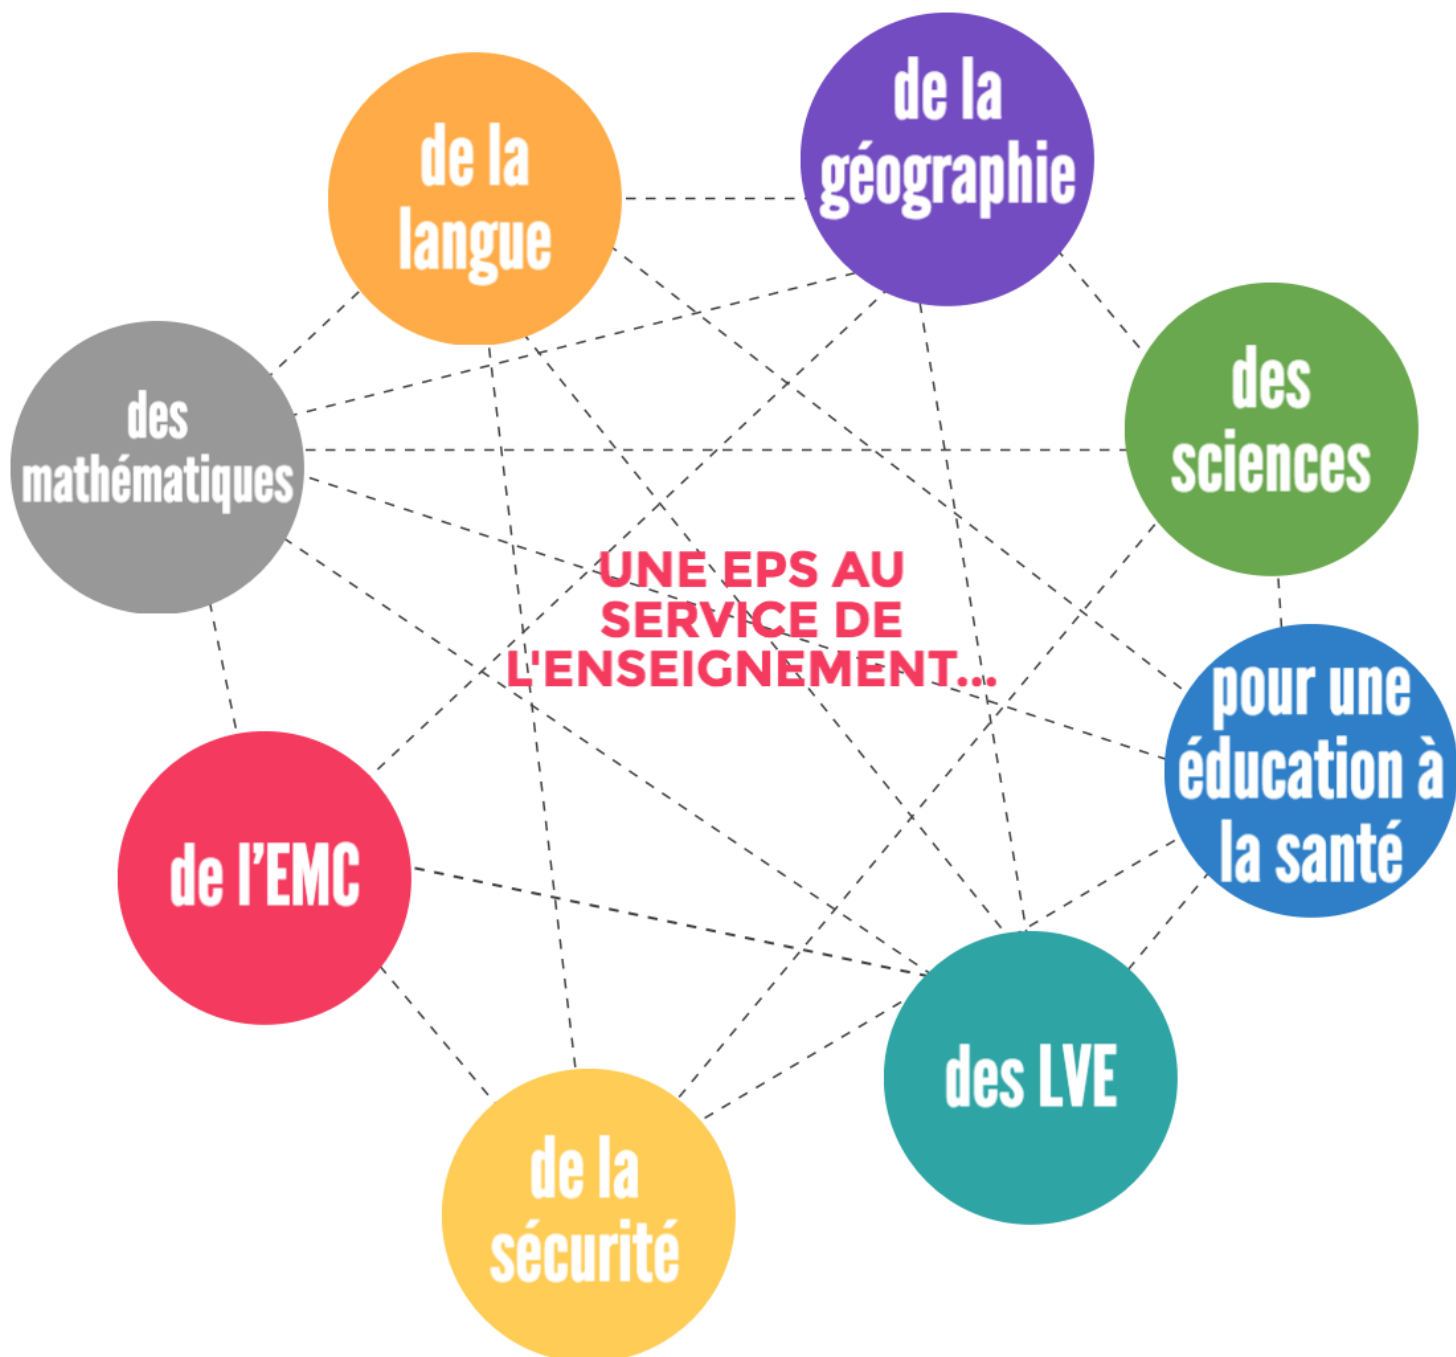 de la
géographie
de la
langue
des
sciences
des
mathématiques
UNE EPS AU
SERVICE DE
L'ENSEIGNEMENT...
pour une
éducation à
la santé
de l'EMC
des LVE
de la
sécurité